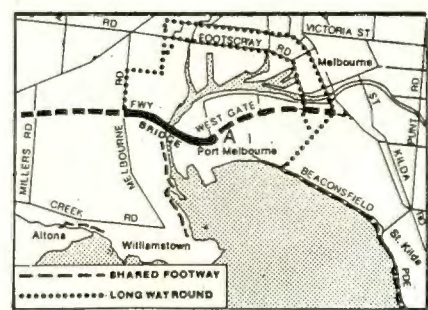 RD
VICTORIA ST
FOOTSCRAY RD
Melbourne
RD
FWY
WEST GATE
BRIDGE
A
Port Melbourne
ST
KILDA
PUNT RD
MILLERS RD
MELBOURNE RD
BEACONSFIELD PDE
CREEK
Altona
Williamstown
St. Kilda
SHARED FOOTWAY
LONG WAY ROUND